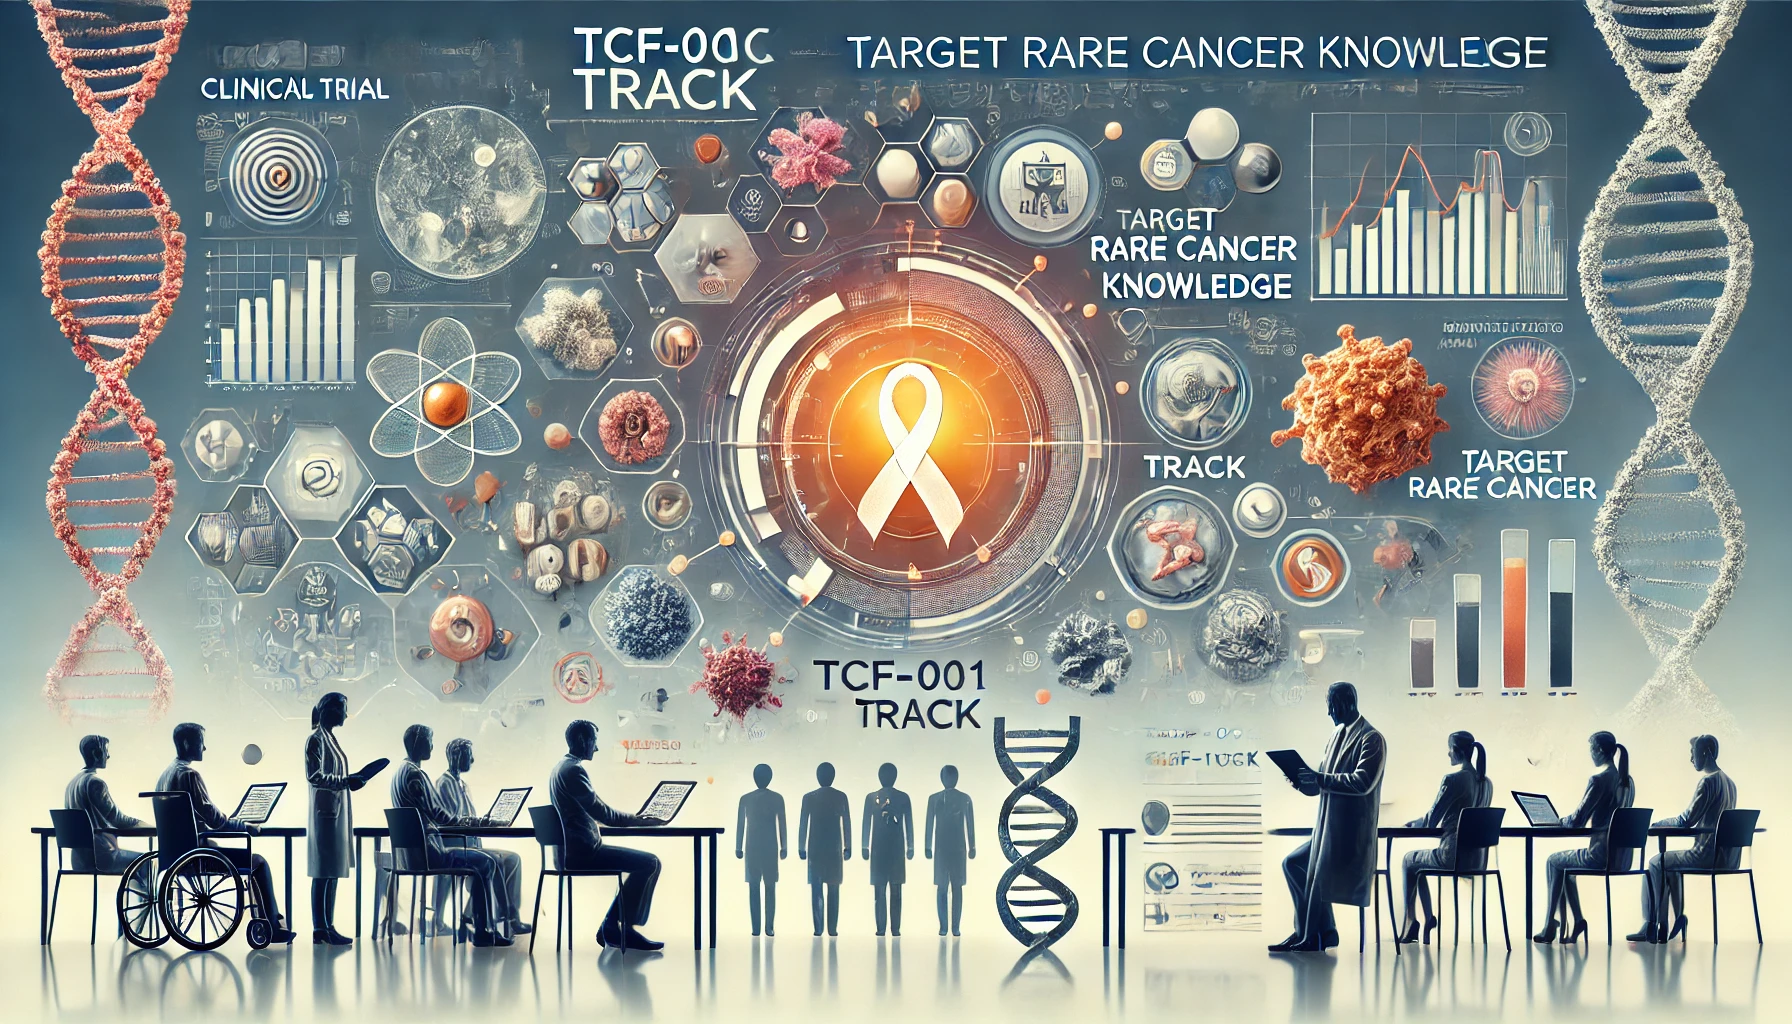 TCF-00C
TRACK
TARGET RARE CANCER KNOWLEDGE
CLINICAL TRIAL
TARGET
RARE CANCER
KNOWLEDGE
TRACK
TARGET
RARE CANCER
TCF-001
TRACK